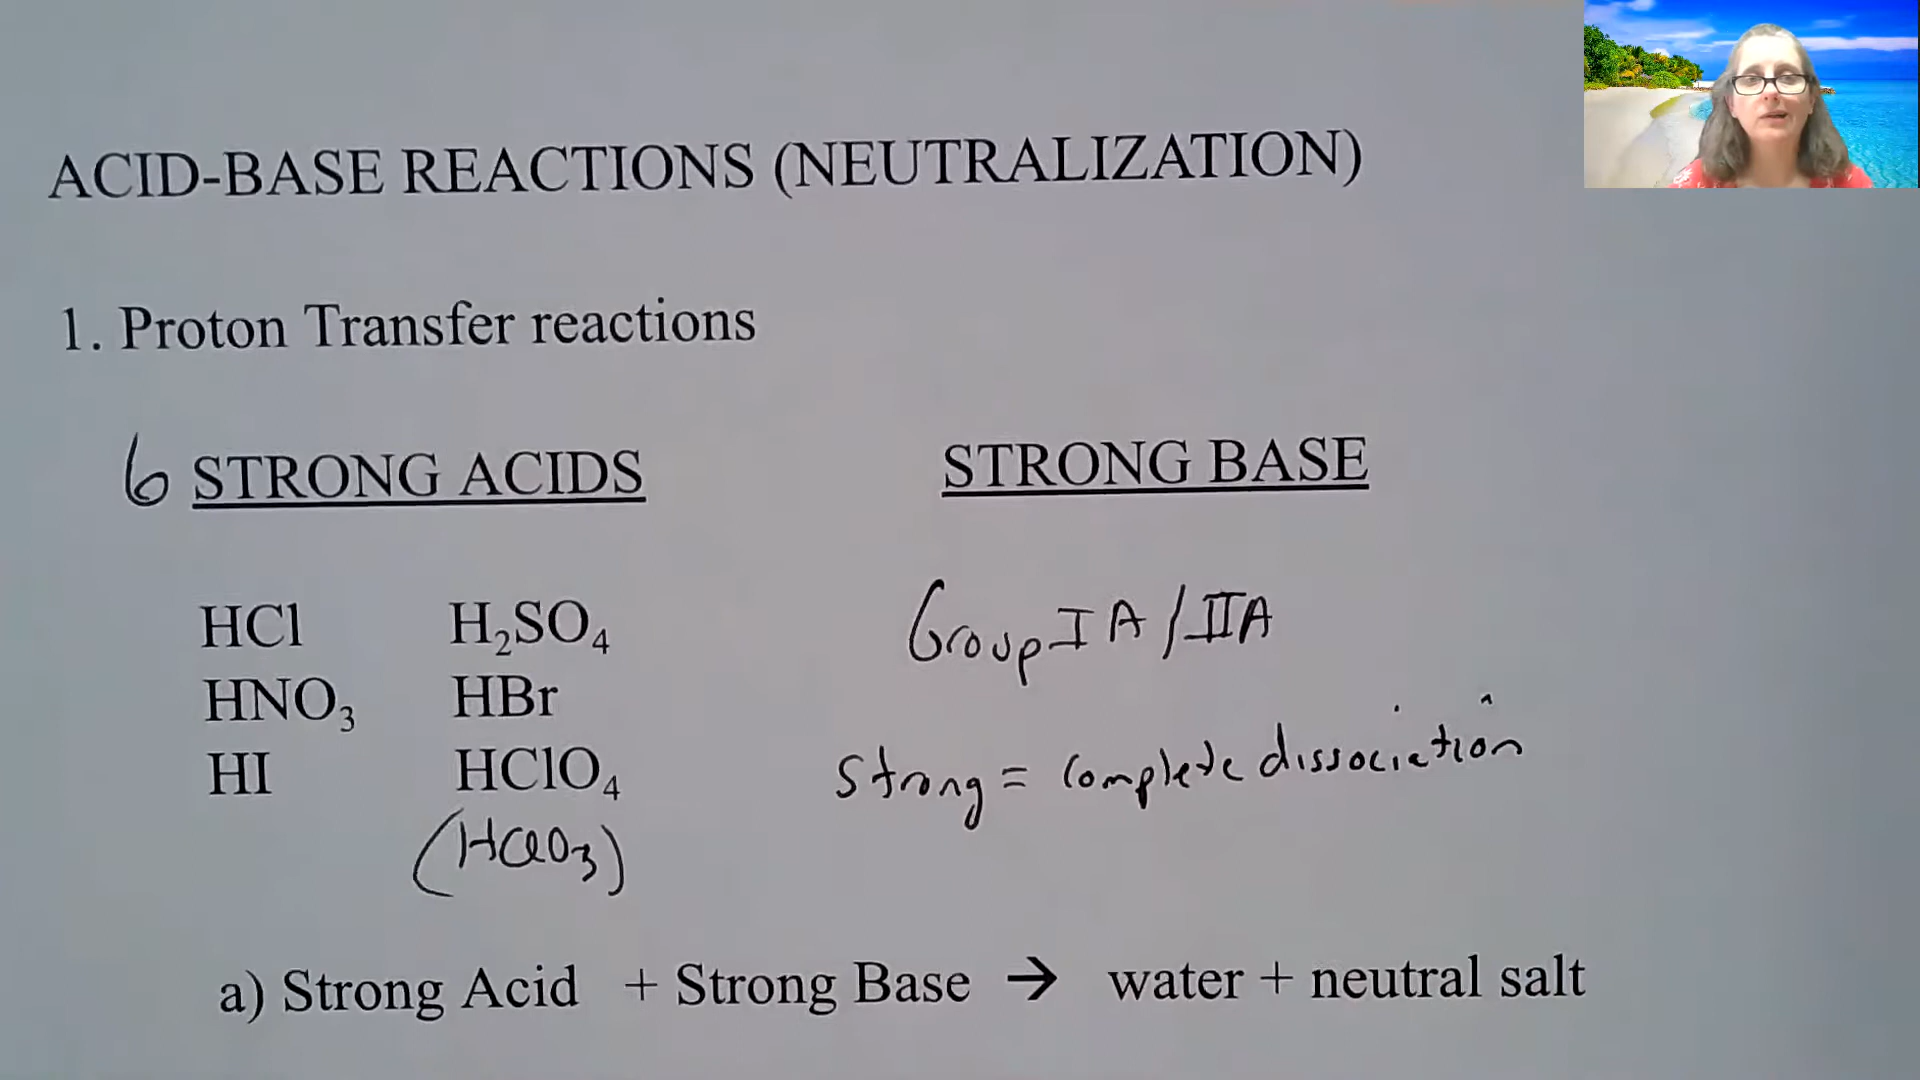 ACID-BASE REACTIONS (NEUTRALIZATION)
1. Proton Transfer reactions
6 STRONG ACIDS STRONG BASE
HCl H₂SO₄ Group IA/IIA
HNO₃ HBr
HI HClO₄ Strong = complete dissociation
(HClO₃)
a) Strong Acid + Strong Base → water + neutral salt